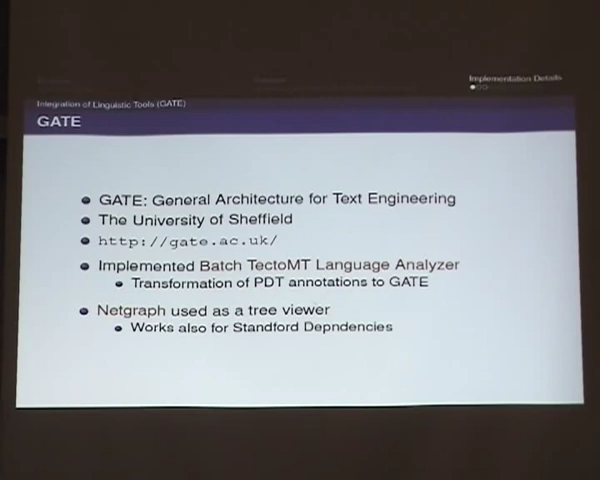 Implementation Details
Integration of Linguistic Tools (GATE)
GATE
GATE: General Architecture for Text Engineering
The University of Sheffield
http://gate.ac.uk/
Implemented Batch TectoMT Language Analyzer
Transformation of PDT annotations to GATE
Netgraph used as a tree viewer
Works also for Standford Depndencies